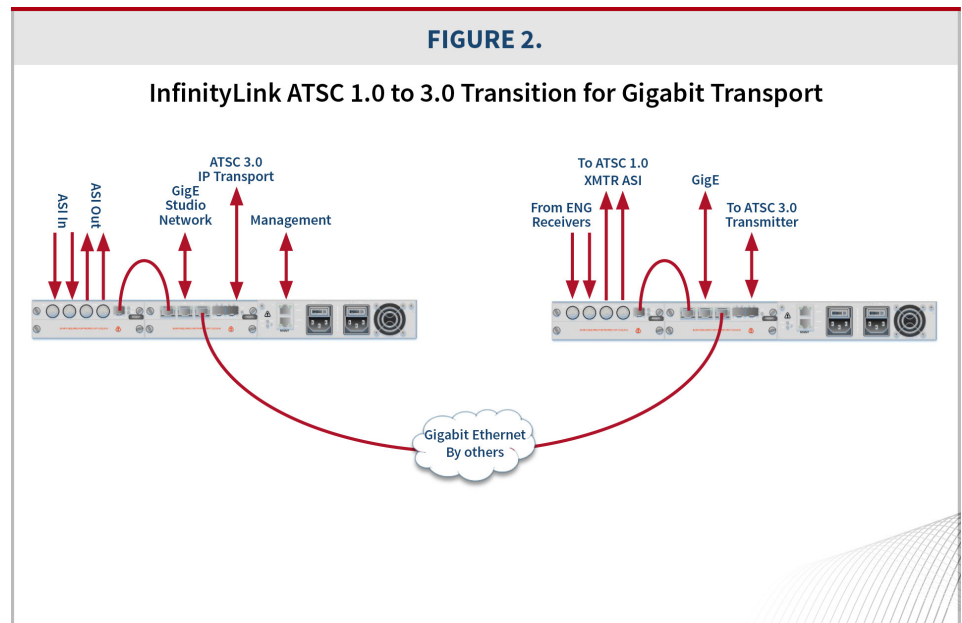 FIGURE 2.
InfinityLink ATSC 1.0 to 3.0 Transition for Gigabit Transport
ASI In
ASI Out
GigE
Studio
Network
ATSC 3.0
IP Transport
Management
From ENG
Receivers
To ATSC 1.0
XMTR ASI
GigE
To ATSC 3.0
Transmitter
Gigabit Ethernet
By others